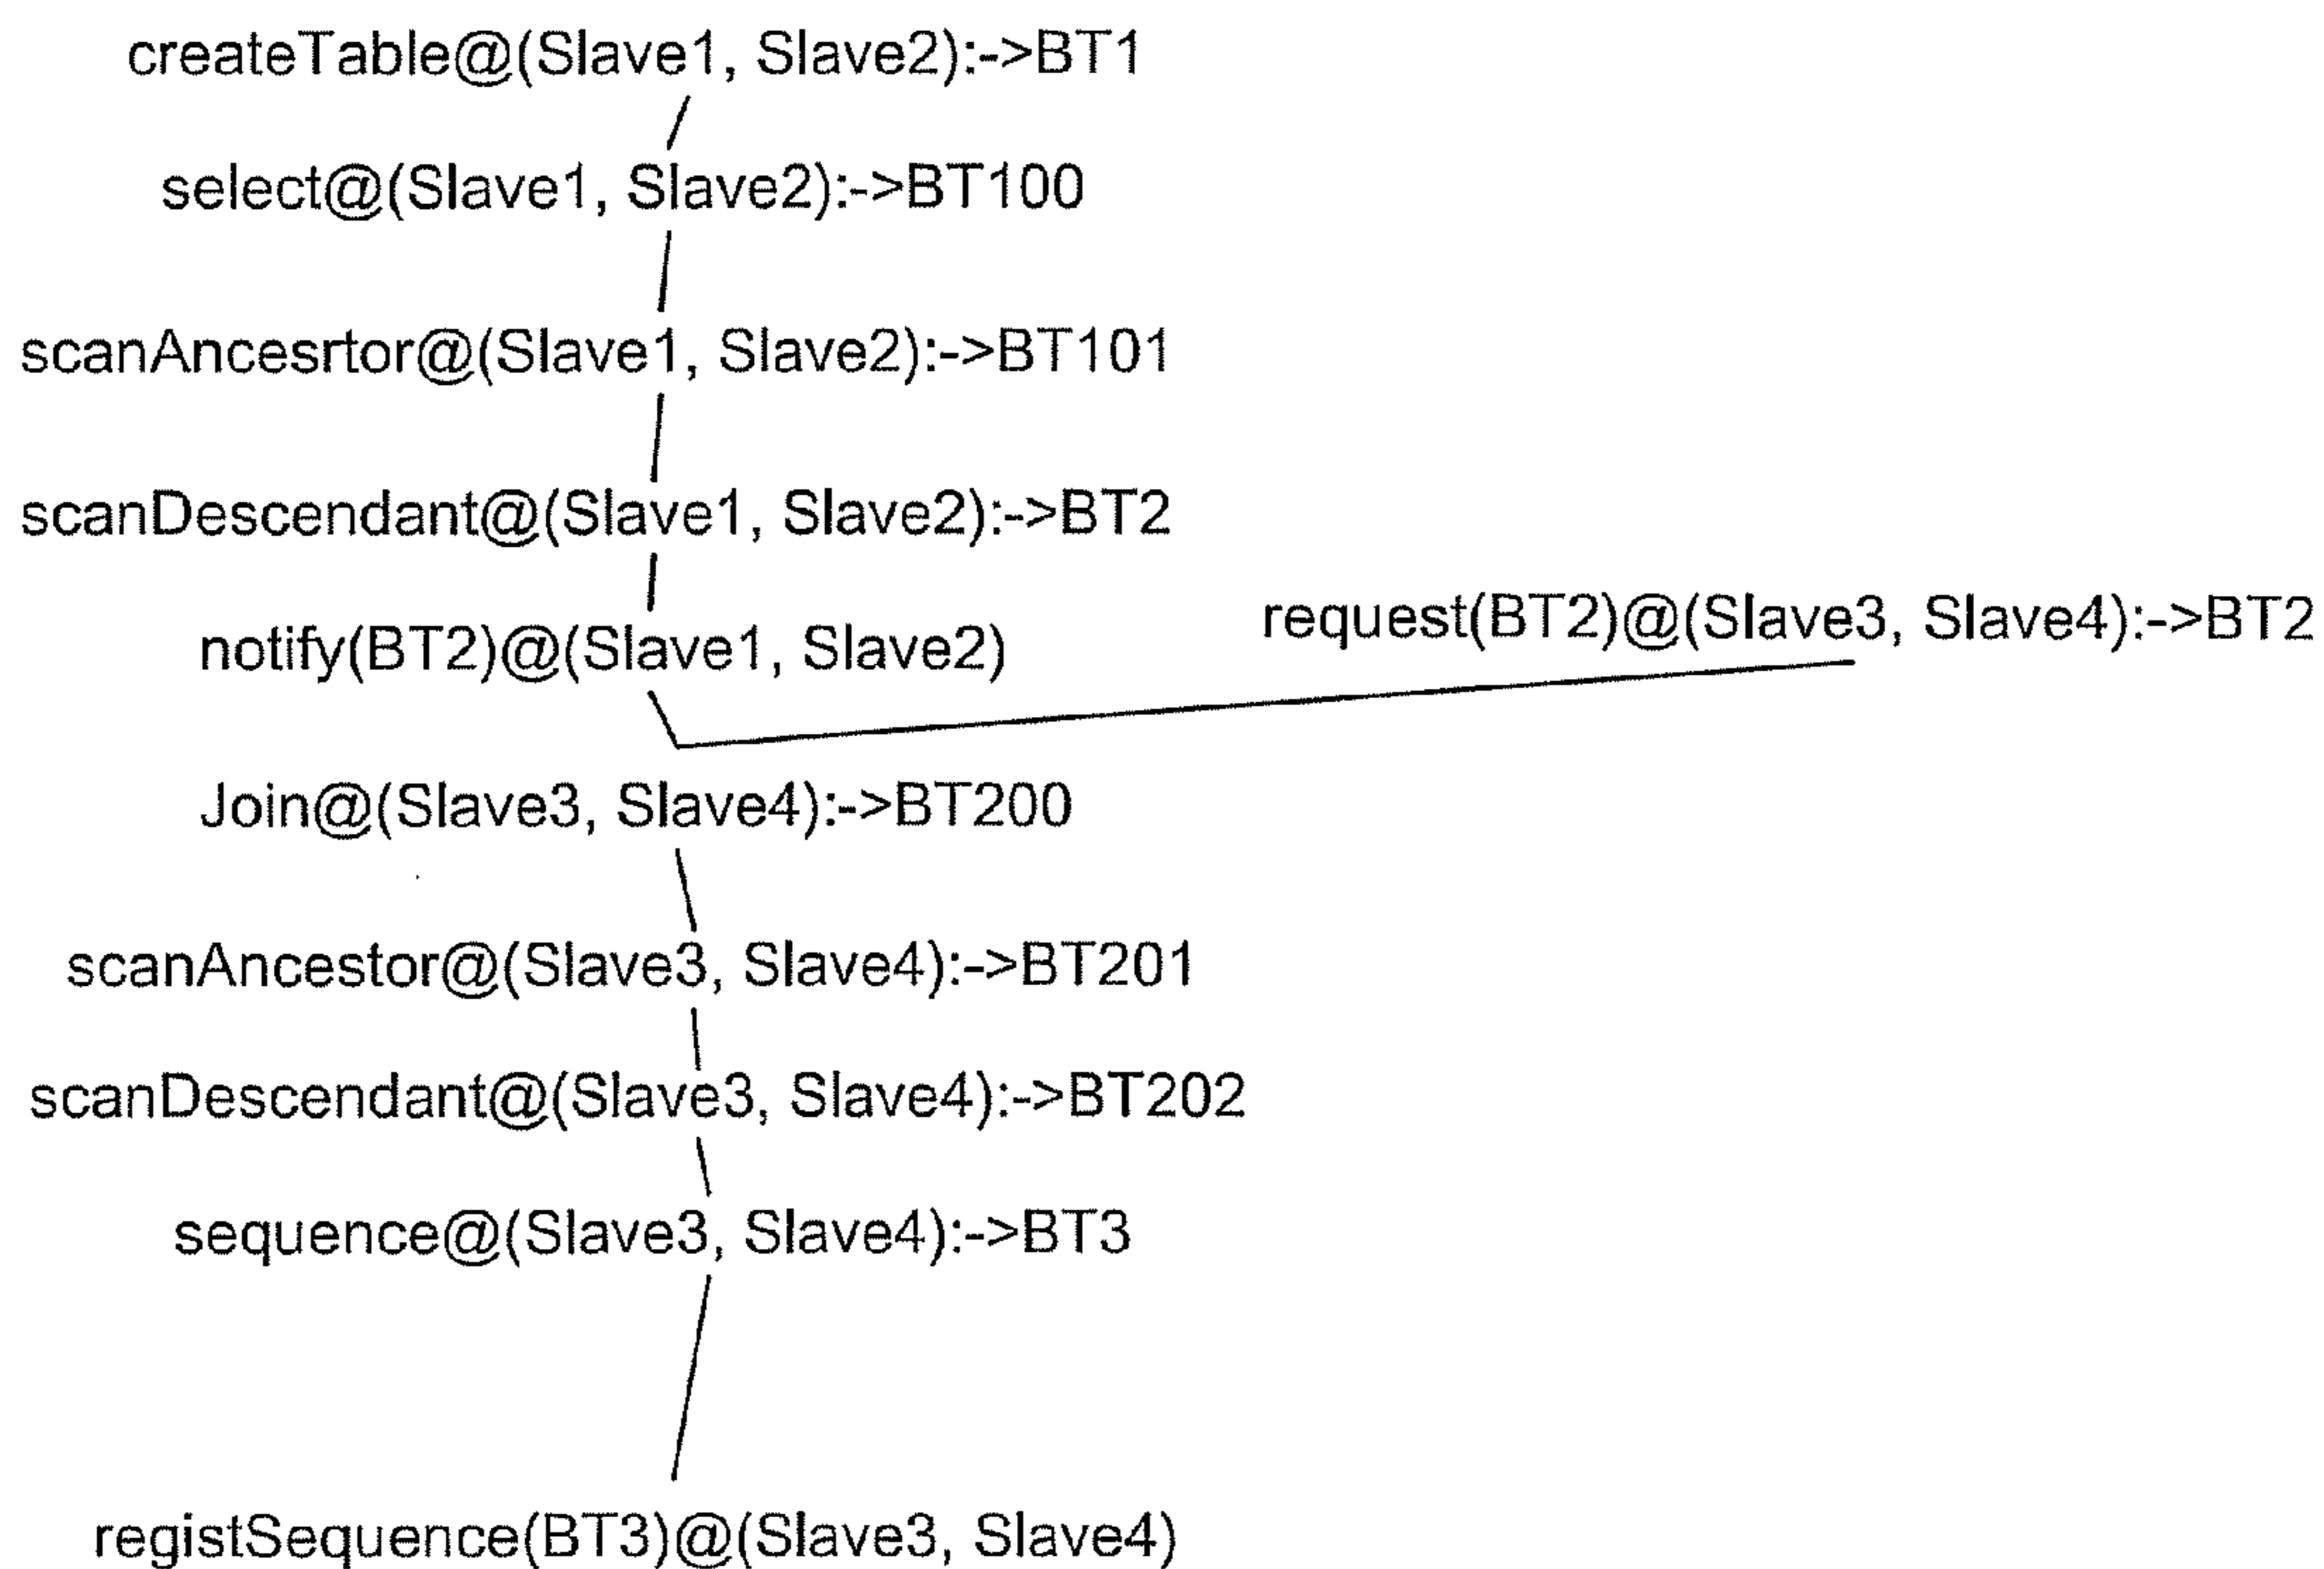 createTable@(Slave1, Slave2):->BT1
select@(Slave1, Slave2):->BT100
scanAncesrtor@(Slave1, Slave2):->BT101
scanDescendant@(Slave1, Slave2):->BT2
request(BT2)@(Slave3, Slave4):->BT2
notify(BT2)@(Slave1, Slave2)
Join@(Slave3, Slave4):->BT200
scanAncestor@(Slave3, Slave4):->BT201
scanDescendant@(Slave3, Slave4):->BT202
sequence@(Slave3, Slave4):->BT3
registSequence(BT3)@(Slave3, Slave4)